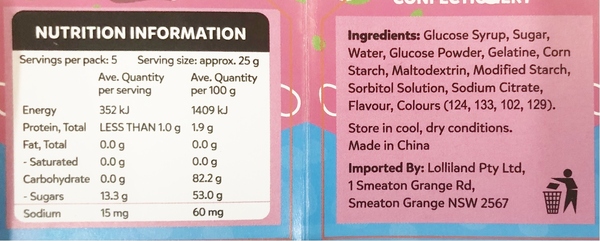 NUTRITION INFORMATION
Servings per pack: 5 Serving size: approx. 25 g
Ave. Quantity Ave. Quantity
per serving per 100 g
Energy 352 kJ 1409 kJ
Protein, Total LESS THAN 1.0 g 1.9 g
Fat, Total 0.0 g 0.0 g
- Saturated 0.0 g 0.0 g
Carbohydrate 0.0 g 82.2 g
- Sugars 13.3 g 53.0 g
Sodium 15 mg 60 mg
CONFECTIONERY
Ingredients: Glucose Syrup, Sugar,
Water, Glucose Powder, Gelatine, Corn
Starch, Maltodextrin, Modified Starch,
Sorbitol Solution, Sodium Citrate,
Flavour, Colours (124, 133, 102, 129).
Store in cool, dry conditions.
Made in China
Imported By: Lolliland Pty Ltd,
1 Smeaton Grange Rd,
Smeaton Grange NSW 2567